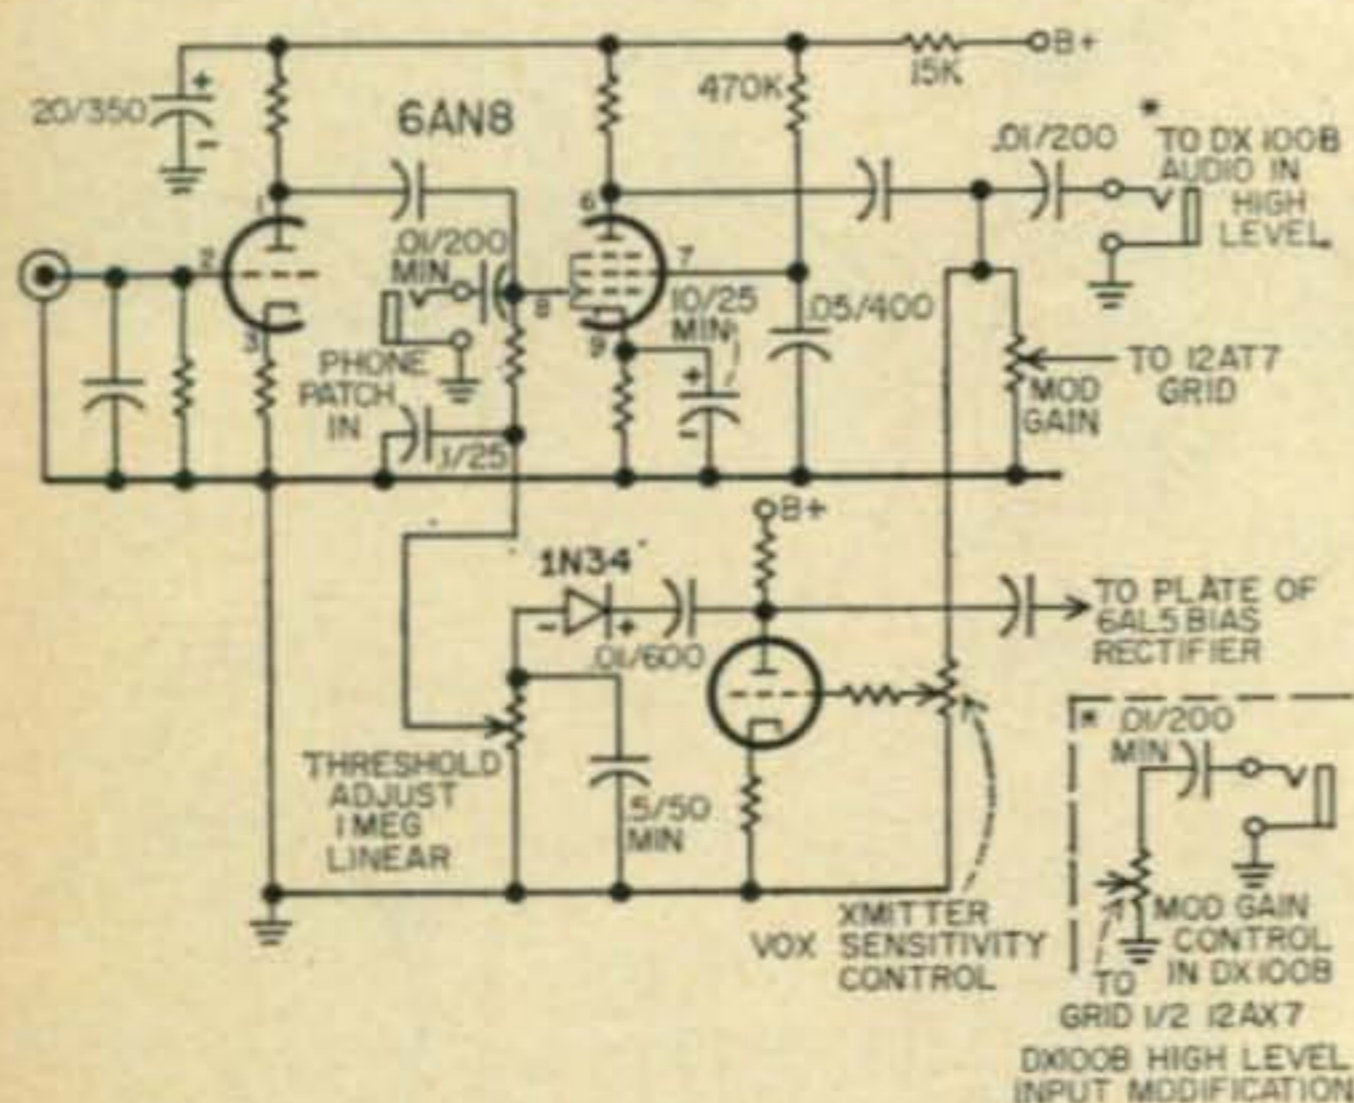 B+
15K
470K
20/350
+
-
6AN8
.01/200
*
TO DX 100B
AUDIO IN
HIGH
LEVEL
1
6
.01/200
MIN
2
7
8
10/25
MIN
.05/400
3
9
PHONE
PATCH
IN
+
-
TO 12AT7
GRID
MOD
GAIN
.1/25
B+
1N34
-
+
.01/600
TO PLATE OF
6AL5 BIAS
RECTIFIER
* .01/200
MIN
THRESHOLD
ADJUST
1 MEG
LINEAR
.5/50
MIN
XMITTER
VOX SENSITIVITY
CONTROL
MOD GAIN
CONTROL
IN DX100B
TO
GRID 1/2 12AX7
DX100B HIGH LEVEL
INPUT MODIFICATION